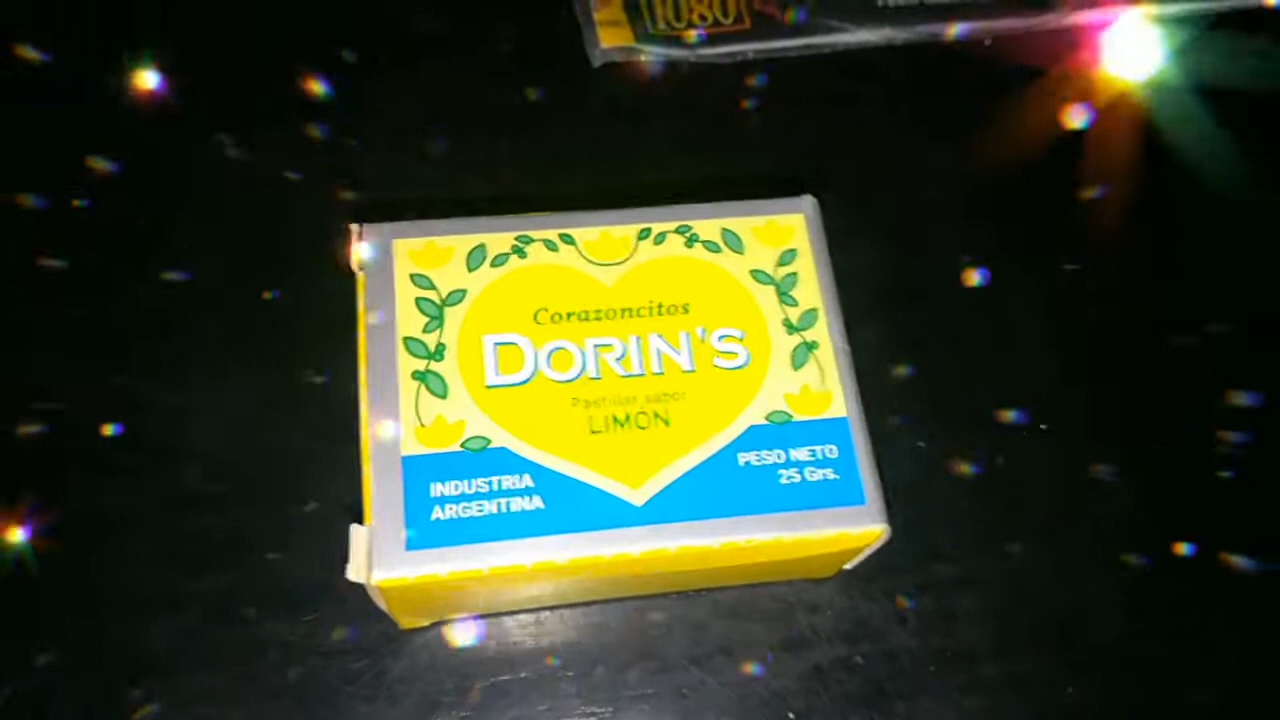 1080
Corazoncitos
DORIN'S
Pastillas sabor
LIMÓN
INDUSTRIA
ARGENTINA
PESO NETO
25 Grs.